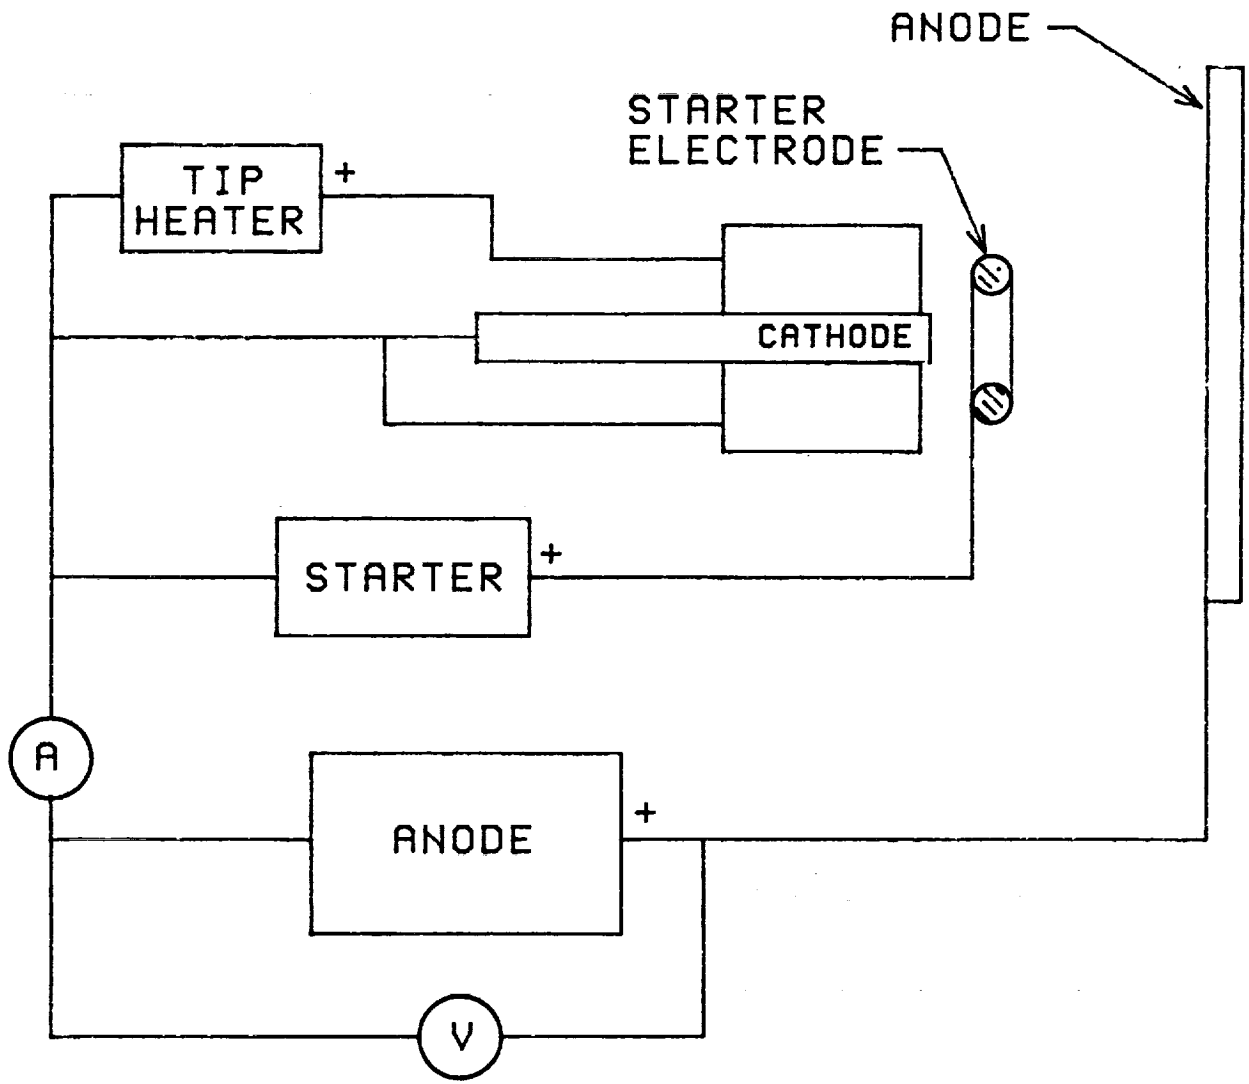 ANODE
STARTER
ELECTRODE
TIP
HEATER
+
CATHODE
STARTER
+
A
ANODE
+
V